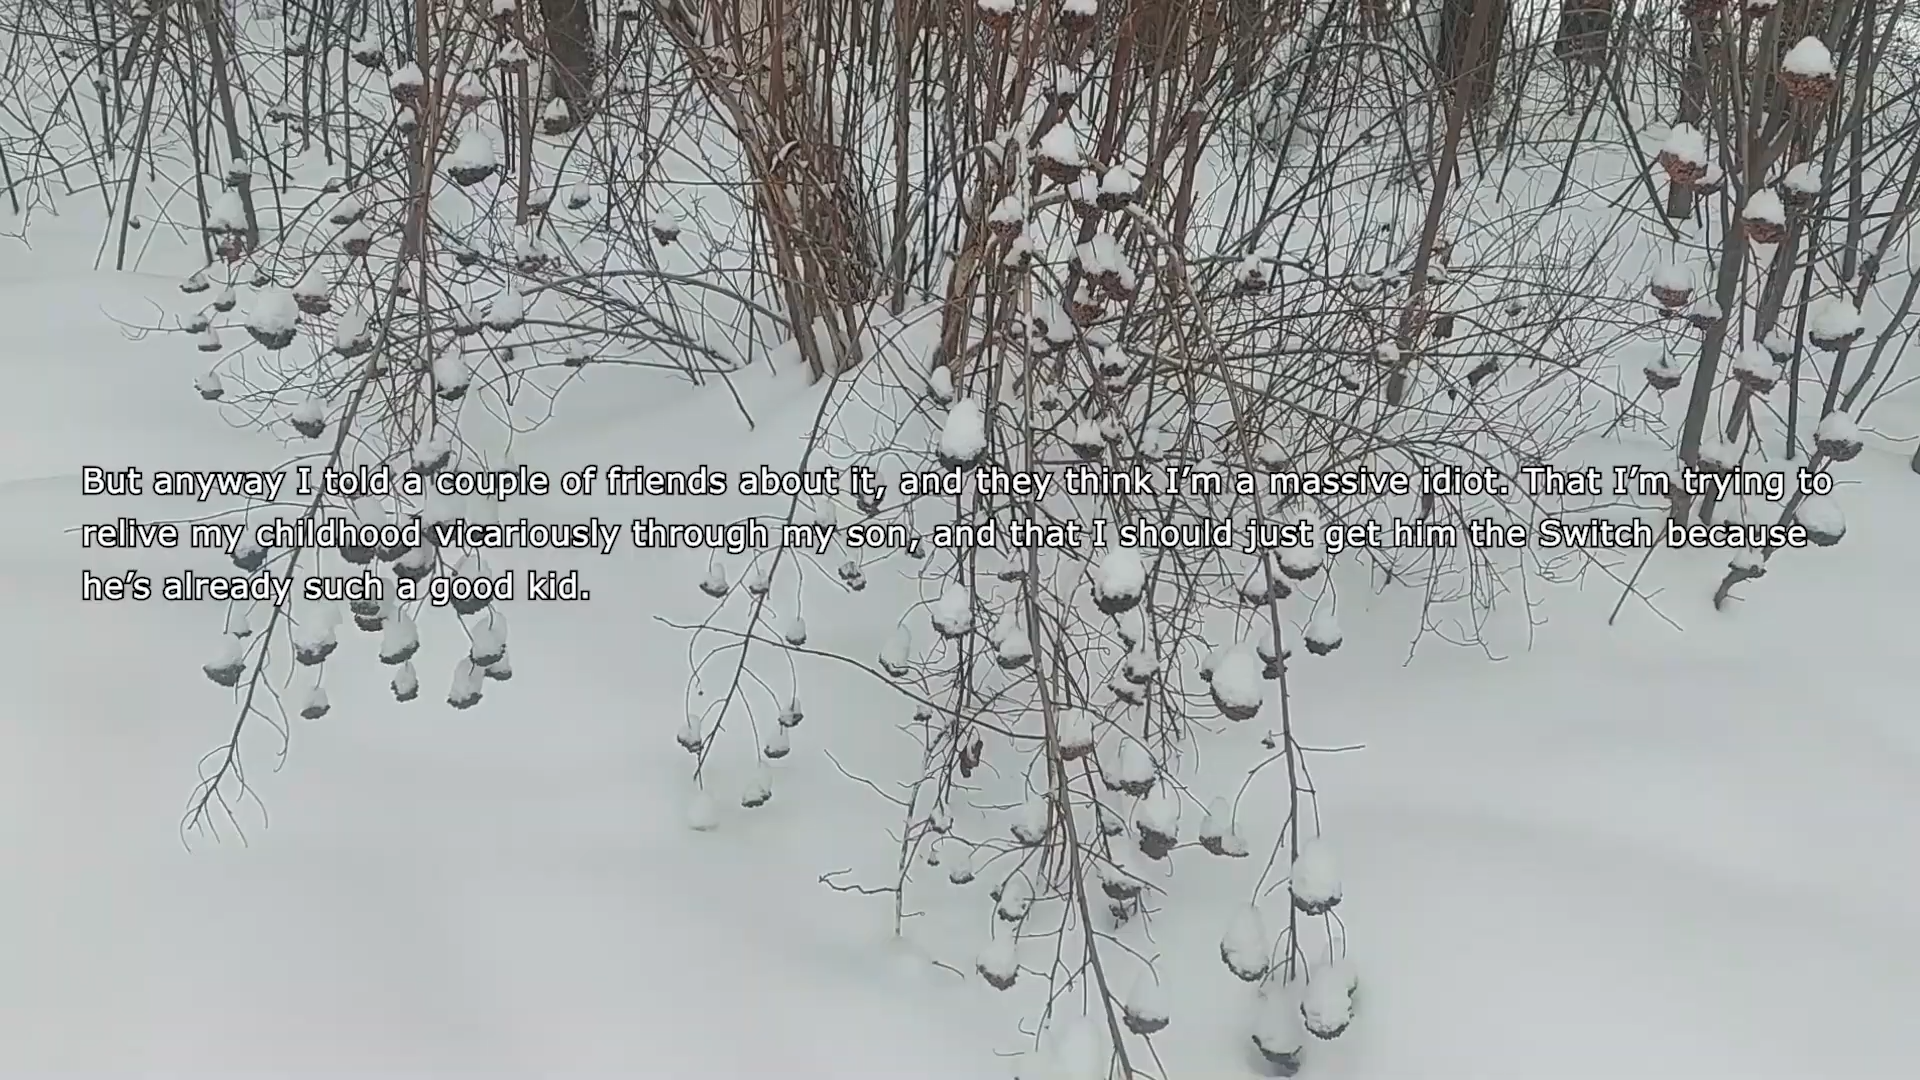 But anyway I told a couple of friends about it, and they think I’m a massive idiot. That I’m trying to
relive my childhood vicariously through my son, and that I should just get him the Switch because
he’s already such a good kid.